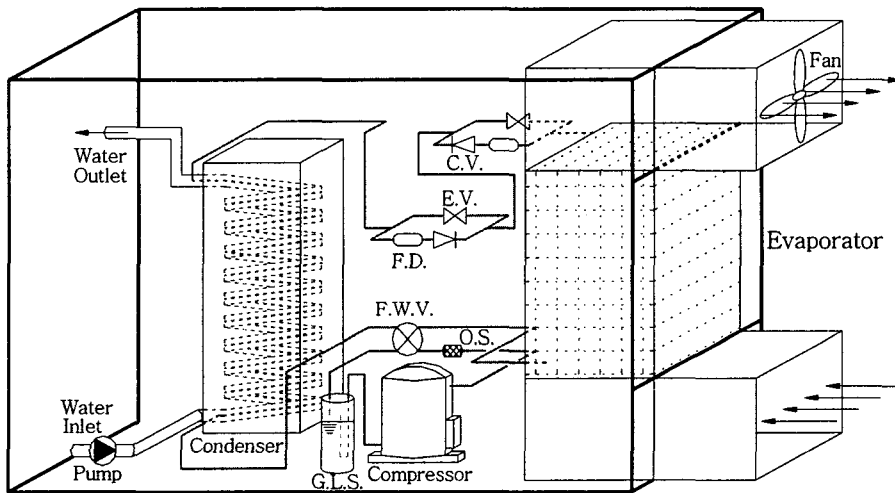 Fan
Water
Outlet
C.V.
E.V.
F.D.
Evaporator
F.W.V.
O.S.
Water
Inlet
Pump
Condenser
G.L.S.
Compressor